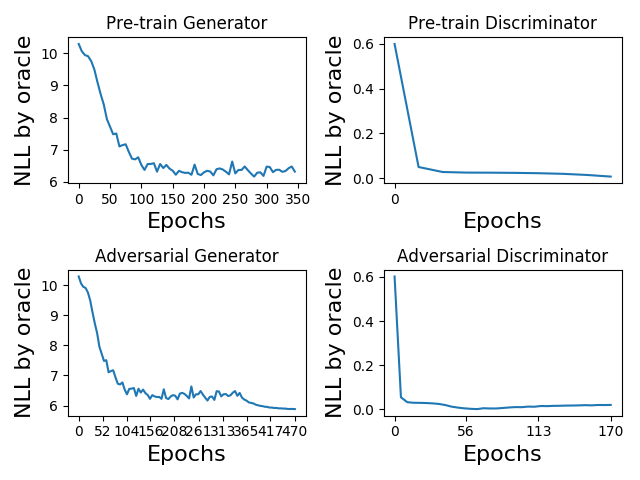 Pre-train Generator
NLL by oracle
10
9
8
7
6
0 50 100 150 200 250 300 350
Epochs
Pre-train Discriminator
NLL by oracle
0.6
0.4
0.2
0.0
0
Epochs
Adversarial Generator
NLL by oracle
10
9
8
7
6
0 52 104 156 208 261 313 365 417 470
Epochs
Adversarial Discriminator
NLL by oracle
0.6
0.4
0.2
0.0
0 56 113 170
Epochs